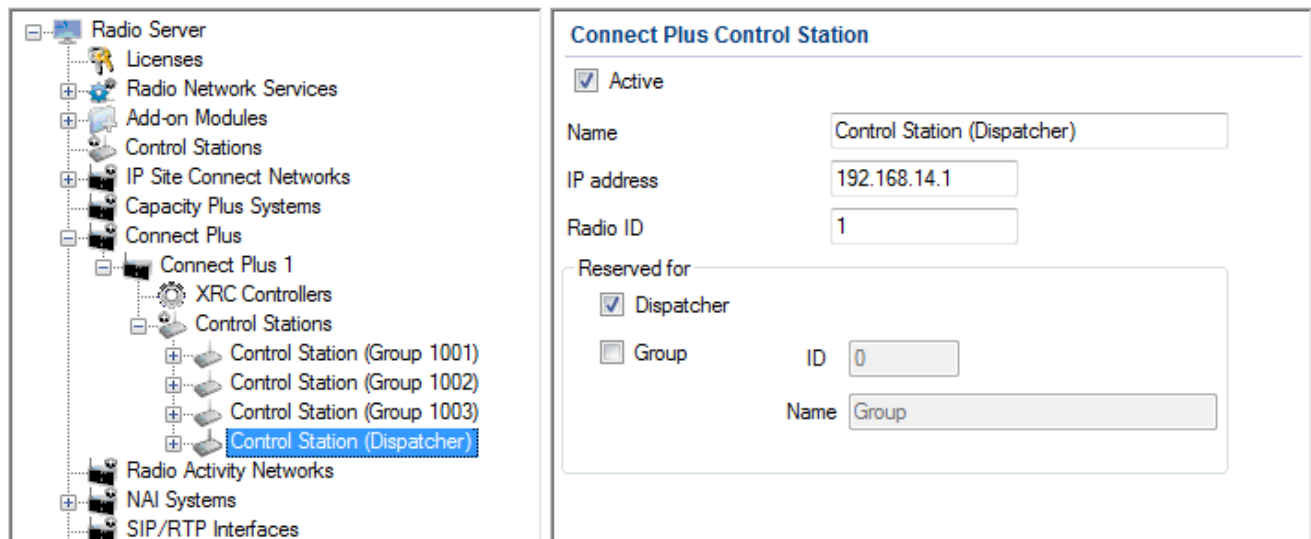 Radio Server
Licenses
Radio Network Services
Add-on Modules
Control Stations
IP Site Connect Networks
Capacity Plus Systems
Connect Plus
Connect Plus 1
XRC Controllers
Control Stations
Control Station (Group 1001)
Control Station (Group 1002)
Control Station (Group 1003)
Control Station (Dispatcher)
Radio Activity Networks
NAI Systems
SIP/RTP Interfaces
Connect Plus Control Station
Active
Name Control Station (Dispatcher)
IP address 192.168.14.1
Radio ID 1
Reserved for
Dispatcher
Group ID 0
Name Group